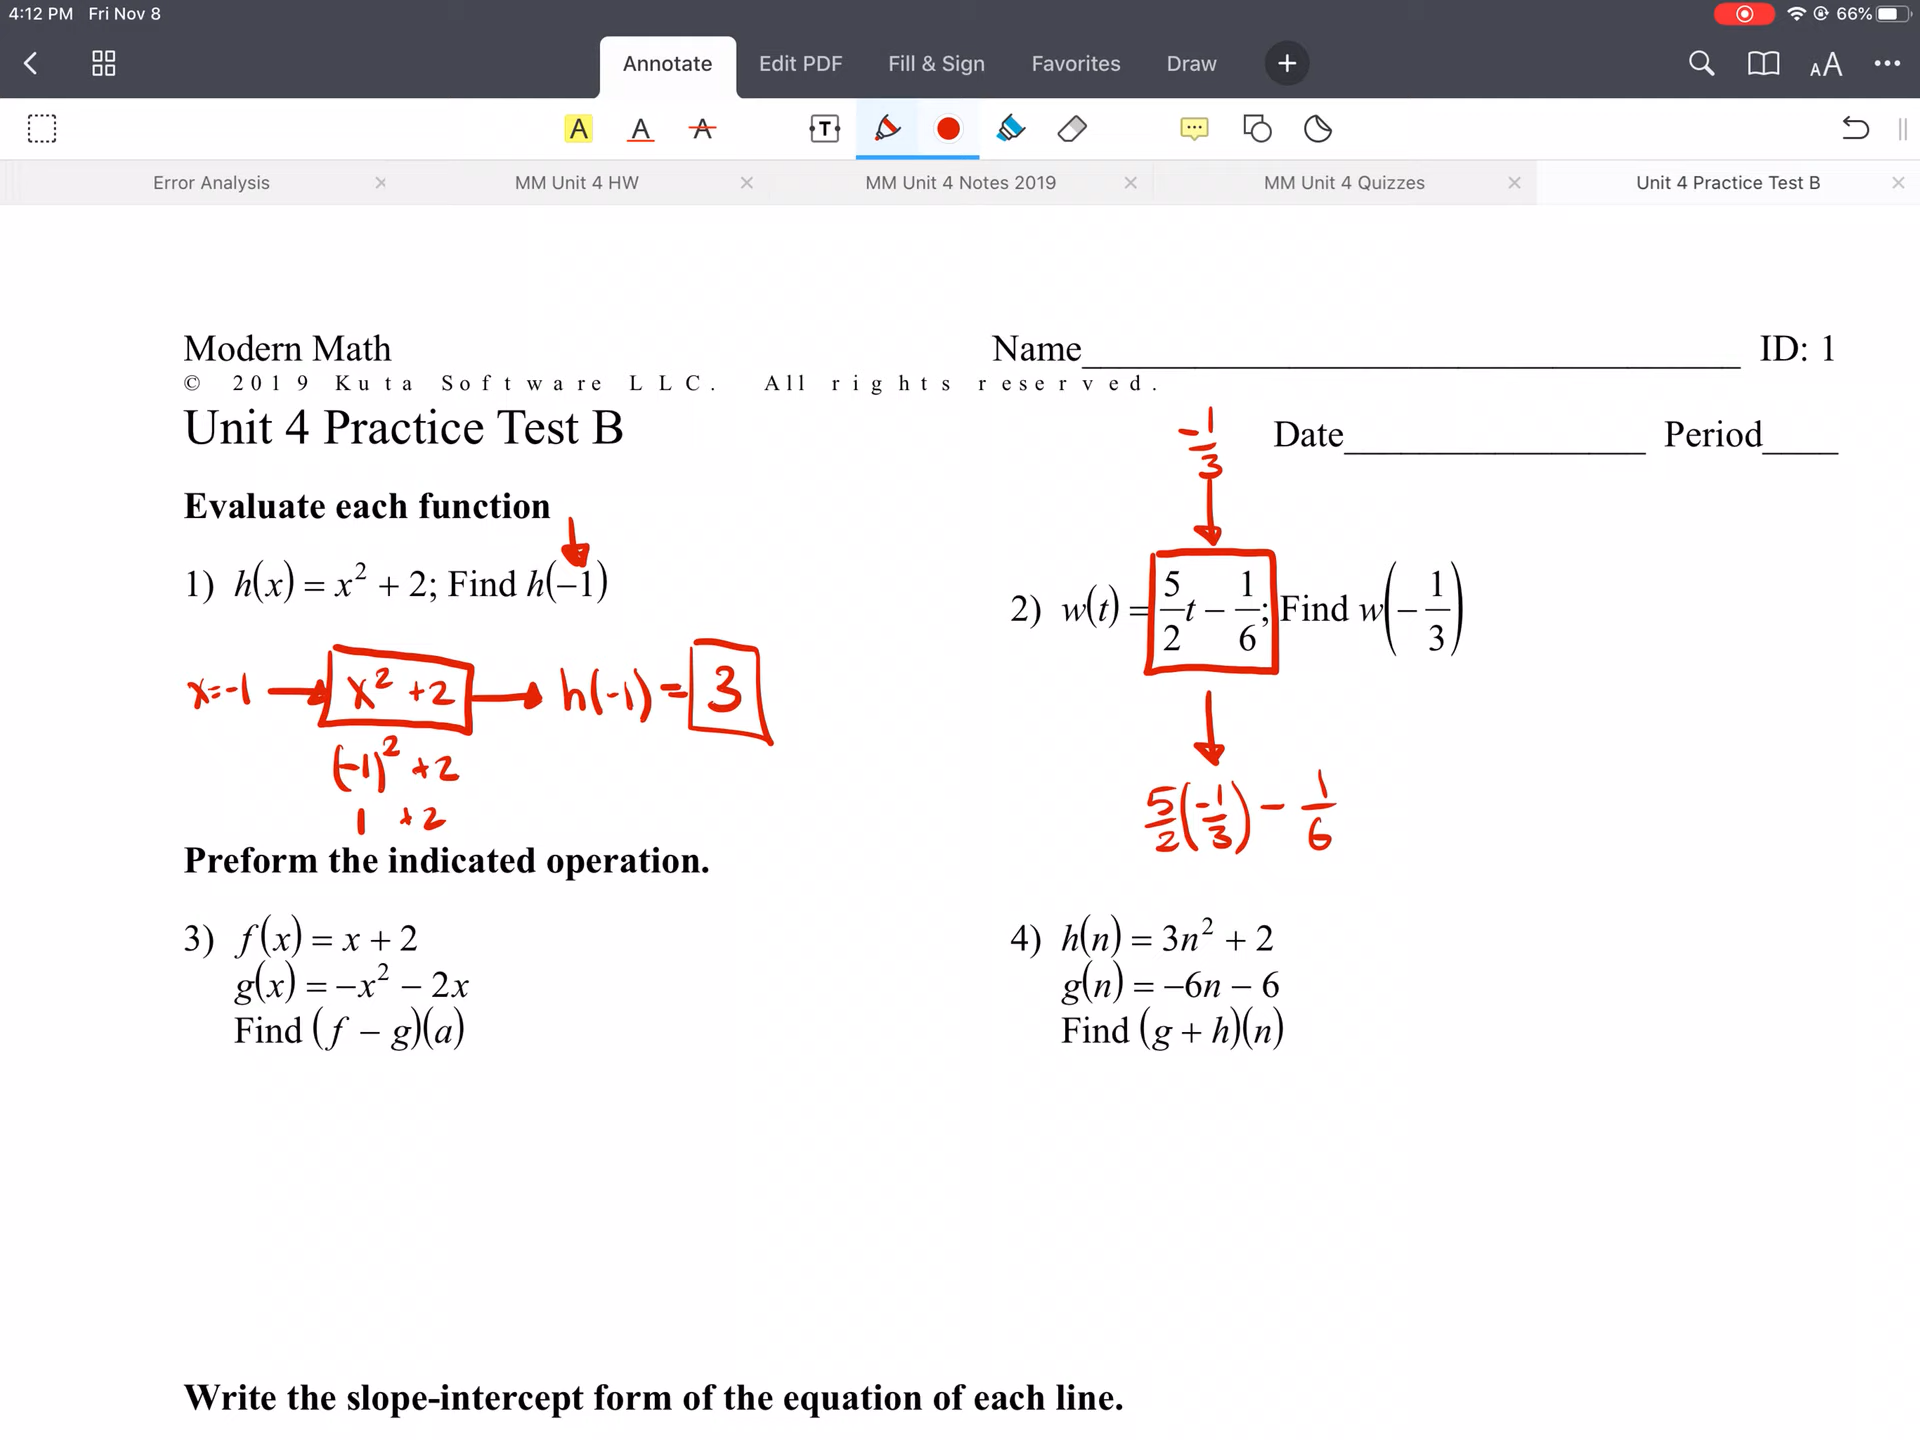 4:12 PM Fri Nov 8 66%
Annotate Edit PDF Fill & Sign Favorites Draw
Error Analysis MM Unit 4 HW MM Unit 4 Notes 2019 MM Unit 4 Quizzes Unit 4 Practice Test B
Modern Math Name___ ID: 1
© 2019 Kuta Software LLC. All rights reserved.
Unit 4 Practice Test B Date___ Period___
-1/3
Evaluate each function
1) h(x) = x² + 2; Find h(−1)
2) w(t) = 5/2 t − 1/6; Find w(−1/3)
x=-1 → x² +2 → h(-1) = 3
(-1)² +2
1 +2
5/2(-1/3) - 1/6
Preform the indicated operation.
3) f(x) = x + 2
g(x) = −x² − 2x
Find (f − g)(a)
4) h(n) = 3n² + 2
g(n) = −6n − 6
Find (g + h)(n)
Write the slope-intercept form of the equation of each line.